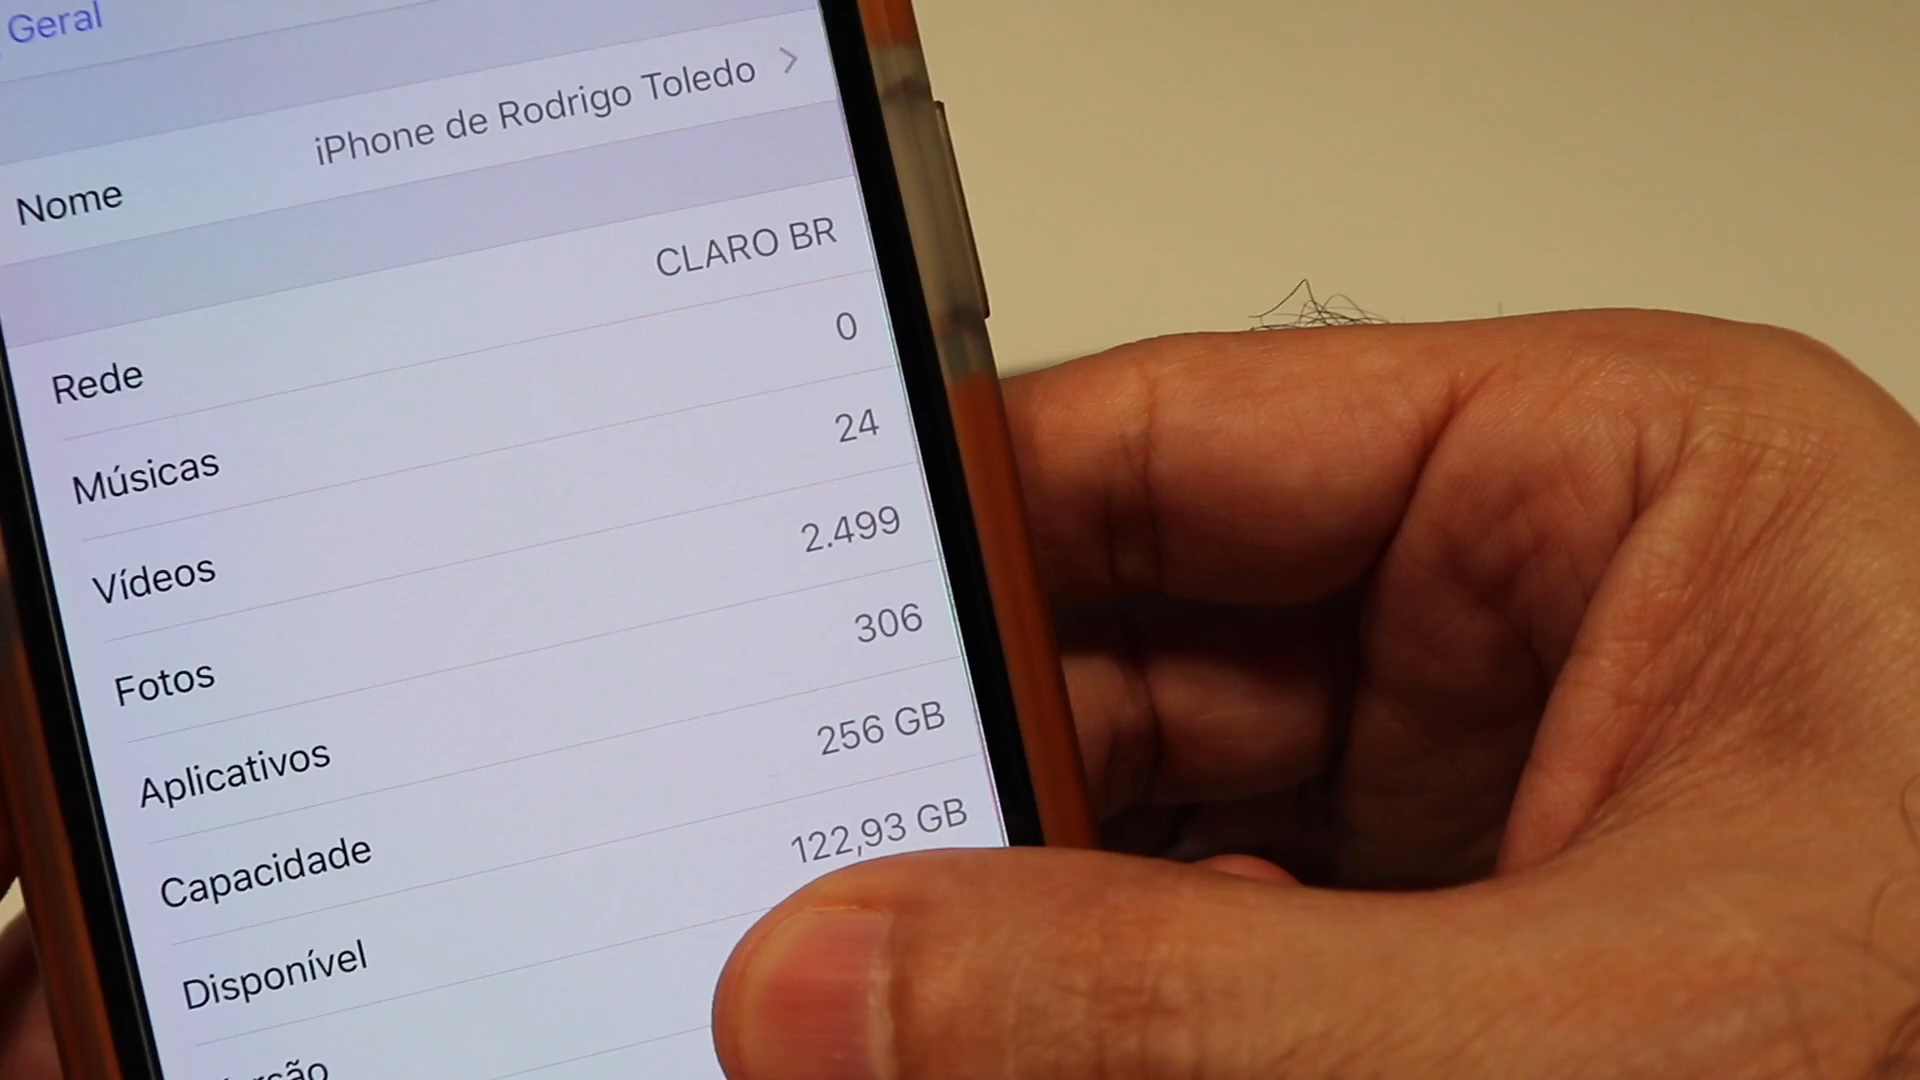 Geral
Nome iPhone de Rodrigo Toledo
Rede CLARO BR
Músicas 0
Vídeos 24
Fotos 2.499
Aplicativos 306
Capacidade 256 GB
Disponível 122,93 GB